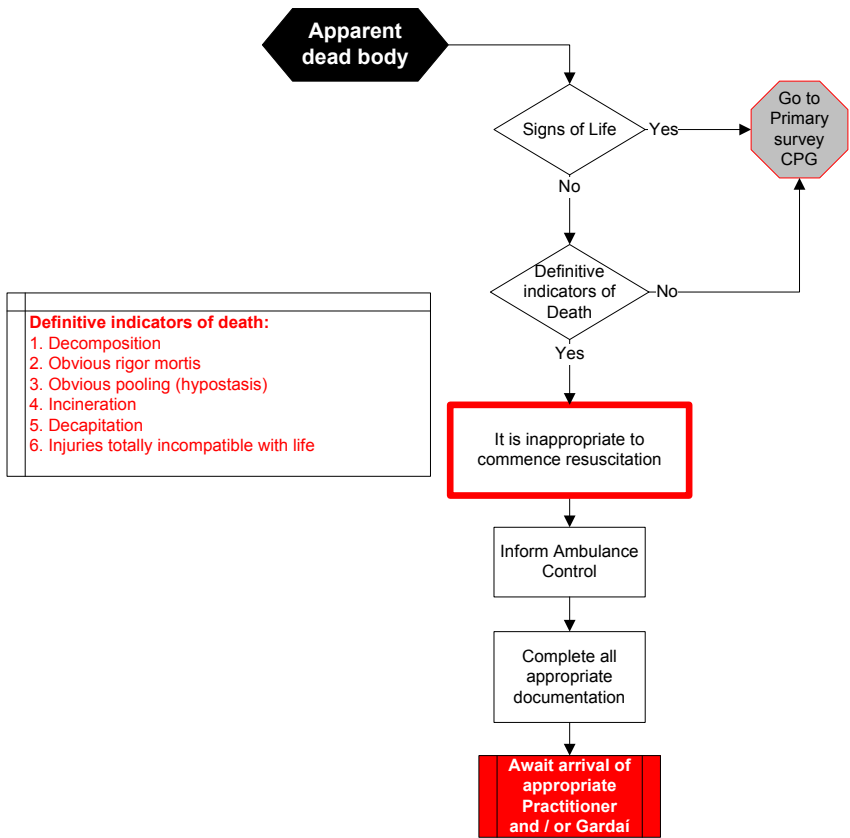 Apparent
dead body
Signs of Life
Yes
Go to
Primary
survey
CPG
No
Definitive
indicators of
Death
No
Yes
Definitive indicators of death:
1. Decomposition
2. Obvious rigor mortis
3. Obvious pooling (hypostasis)
4. Incineration
5. Decapitation
6. Injuries totally incompatible with life
It is inappropriate to
commence resuscitation
Inform Ambulance
Control
Complete all
appropriate
documentation
Await arrival of
appropriate
Practitioner
and / or Gardaí